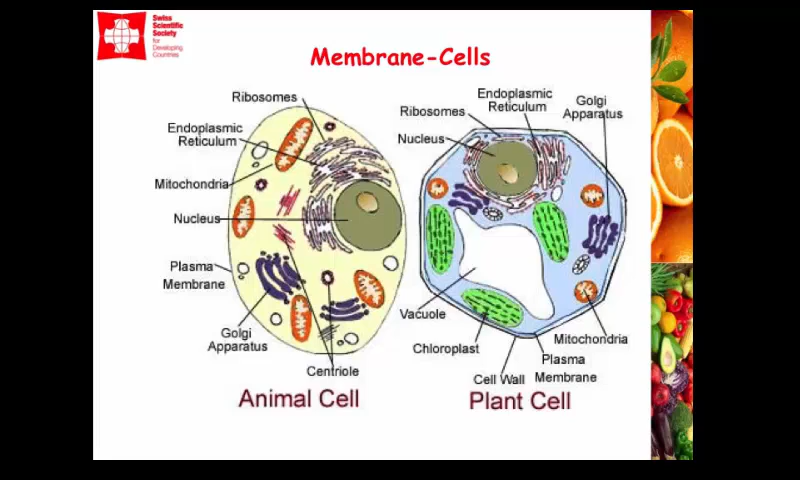 Swiss
Scientific
Society
for
Developing
Countries
Membrane-Cells
Ribosomes
Endoplasmic
Reticulum
Mitochondria
Nucleus
Plasma
Membrane
Golgi
Apparatus
Centriole
Animal Cell
Endoplasmic
Reticulum
Golgi
Apparatus
Ribosomes
Nucleus
Vacuole
Chloroplast
Cell Wall
Plasma
Membrane
Mitochondria
Plant Cell